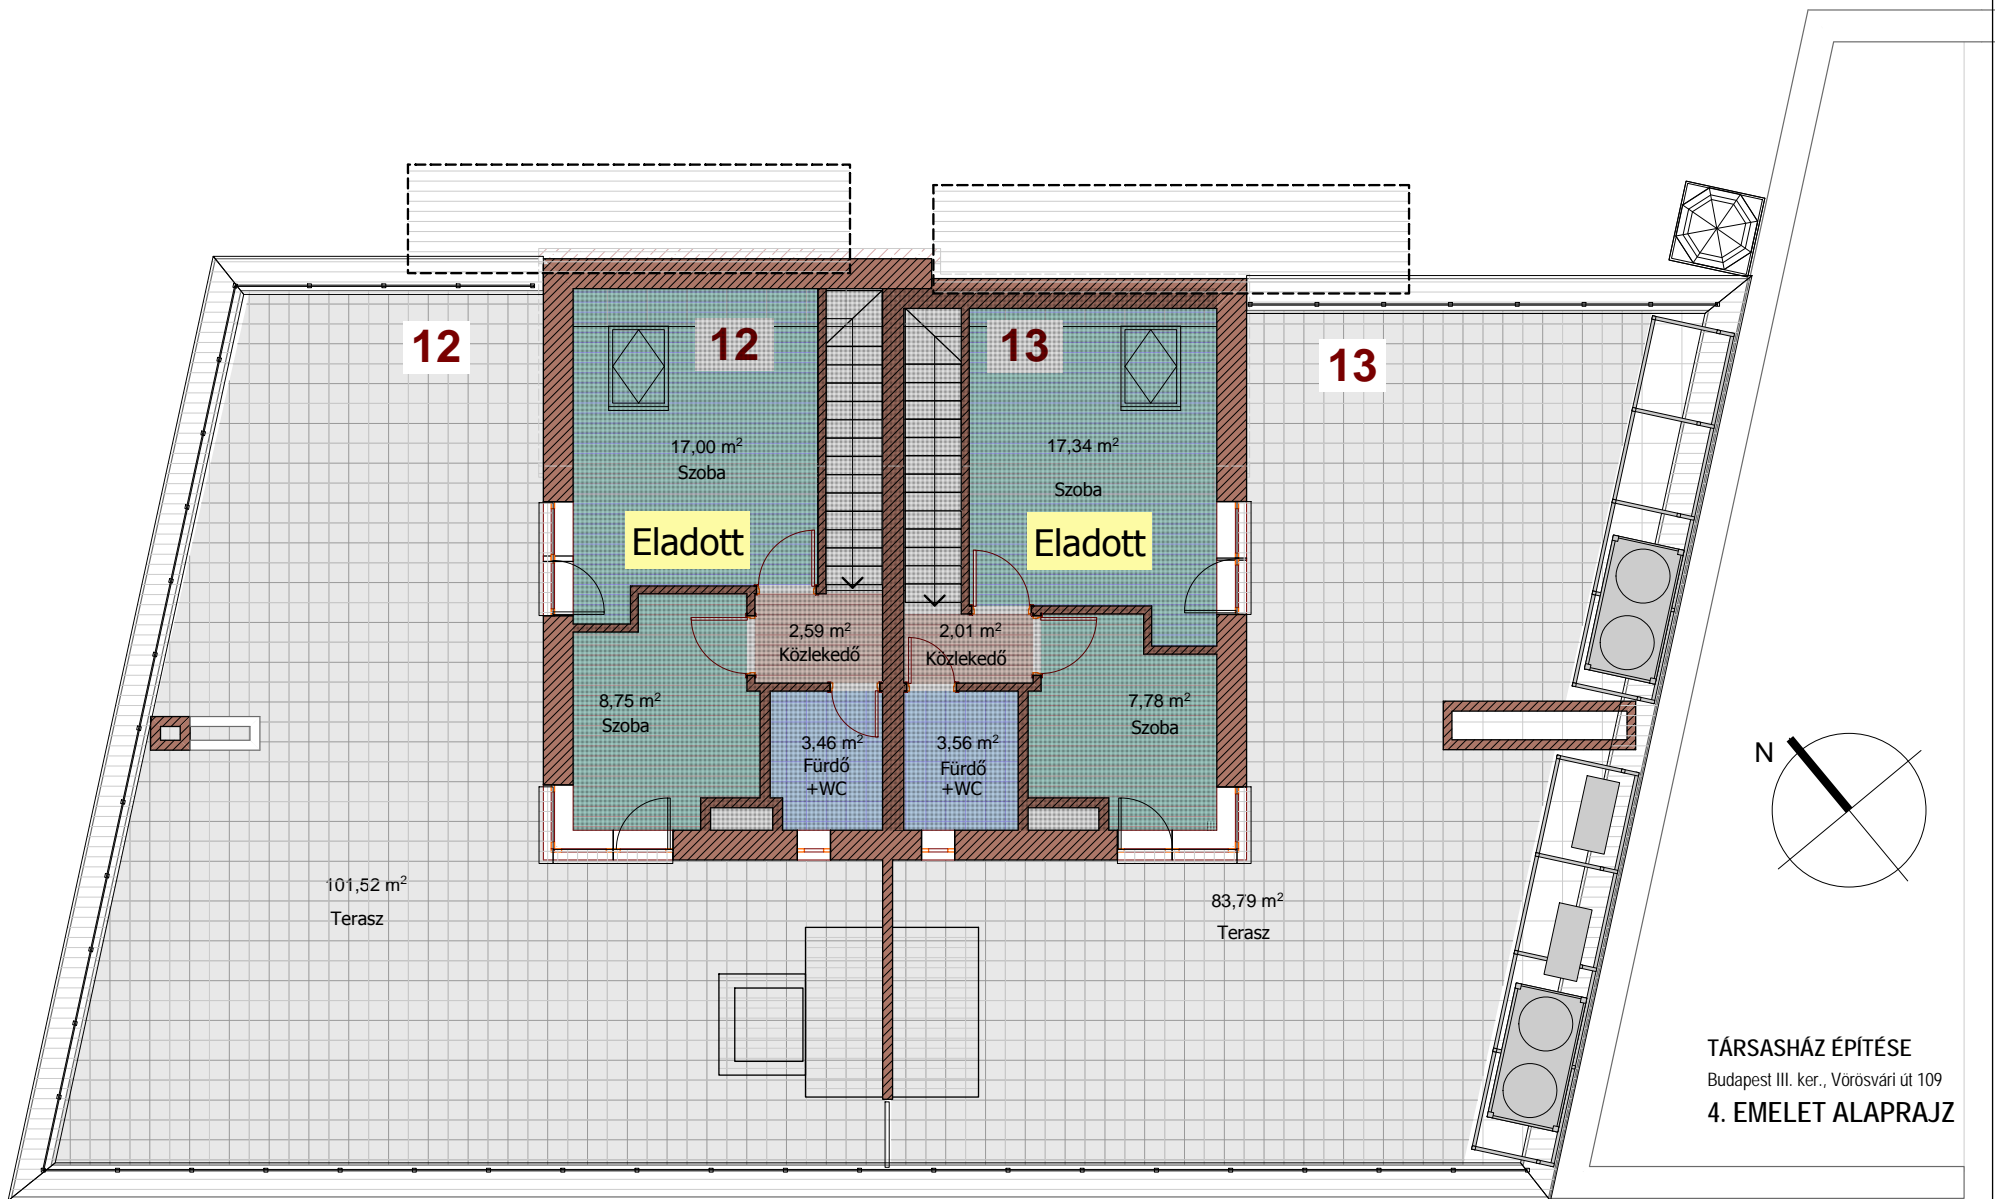 12
12
13
13
17,00 m²
Szoba
17,34 m²
Szoba
Eladott
Eladott
2,59 m²
Közlekedő
2,01 m²
Közlekedő
8,75 m²
Szoba
7,78 m²
Szoba
3,46 m²
Fürdő
+WC
3,56 m²
Fürdő
+WC
N
101,52 m²
Terasz
83,79 m²
Terasz
TÁRSASHÁZ ÉPÍTÉSE
Budapest III. ker., Vörösvári út 109
4. EMELET ALAPRAJZ